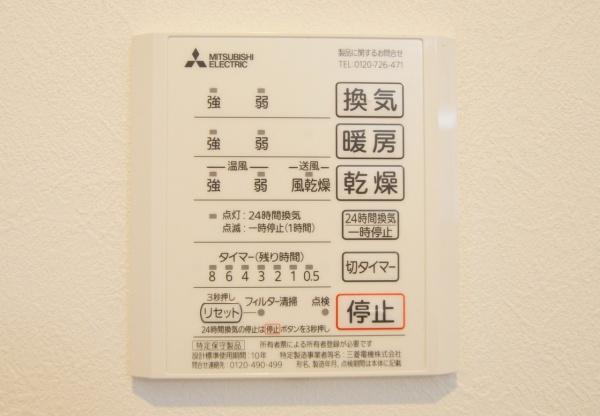 MITSUBISHI
ELECTRIC
製品に関するお問合せ
TEL:0120-726-471
強 弱 換気
強 弱 暖房
温風 送風
強 弱 風乾燥 乾燥
点灯:24時間換気
点滅:一時停止(1時間)
24時間換気
一時停止
タイマー(残り時間)
8 6 4 3 2 1 0.5
切タイマー
3秒押し
リセット フィルター清掃 点検
停止
24時間換気の停止は停止ボタンを3秒押し
特定保守製品 所有者票による所有者登録が必要です
設計標準使用期間:10年 特定製造事業者等名:三菱電機株式会社
問合せ連絡先:0120-490-499 形名、製造年月、点検期間は本体に記載